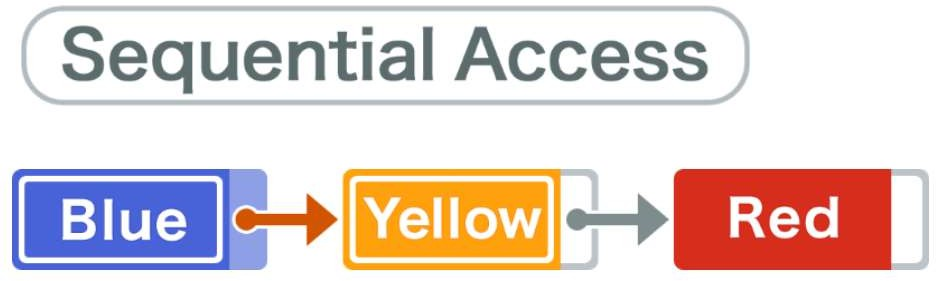 Sequential Access
Blue Yellow Red